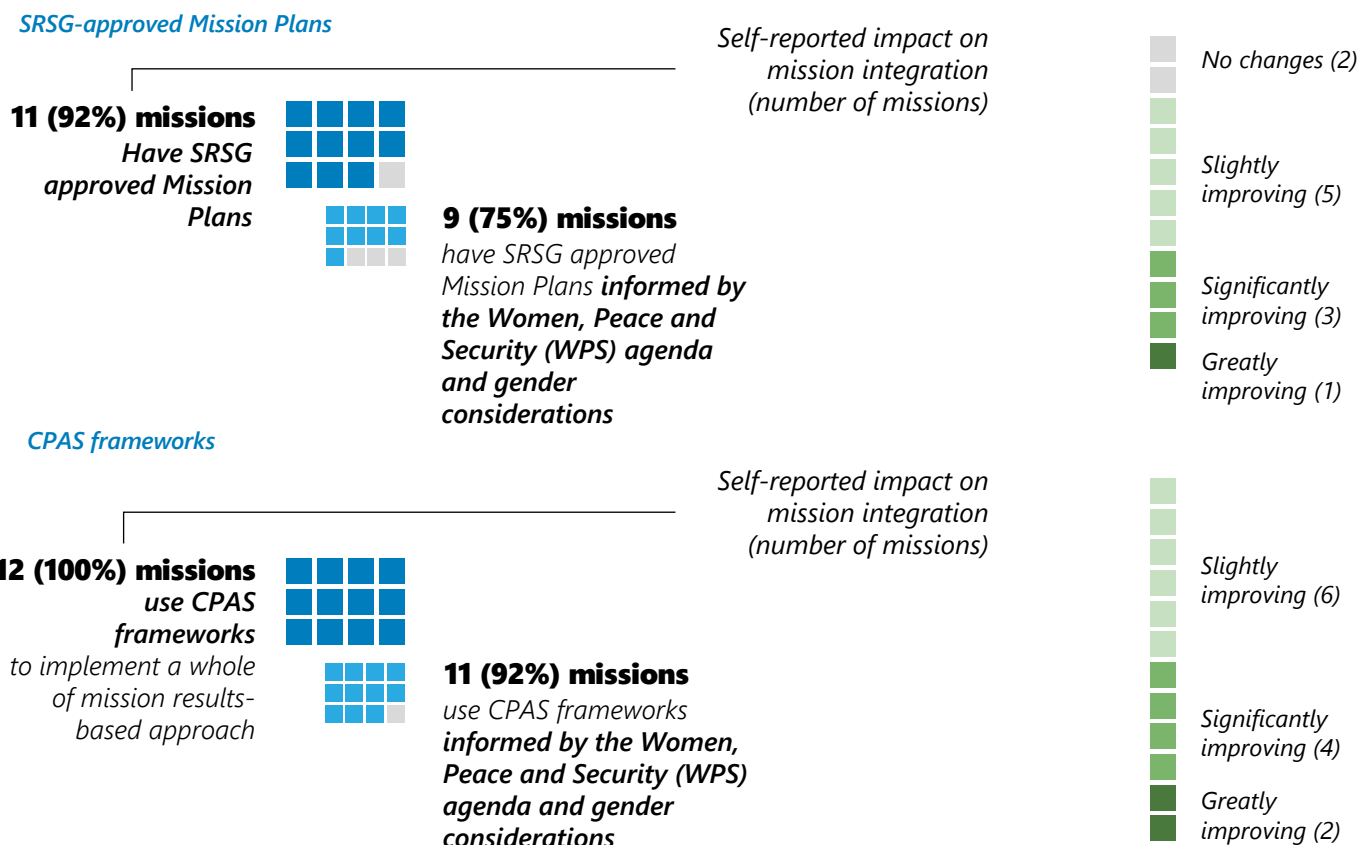 SRSG-approved Mission Plans
11 (92%) missions
Have SRSG
approved Mission
Plans
9 (75%) missions
have SRSG approved
Mission Plans informed by
the Women, Peace and
Security (WPS) agenda
and gender
considerations
Self-reported impact on
mission integration
(number of missions)
No changes (2)
Slightly
improving (5)
Significantly
improving (3)
Greatly
improving (1)
CPAS frameworks
12 (100%) missions
use CPAS
frameworks
to implement a whole
of mission results-
based approach
11 (92%) missions
use CPAS frameworks
informed by the Women,
Peace and Security (WPS)
agenda and gender
considerations
Self-reported impact on
mission integration
(number of missions)
Slightly
improving (6)
Significantly
improving (4)
Greatly
improving (2)